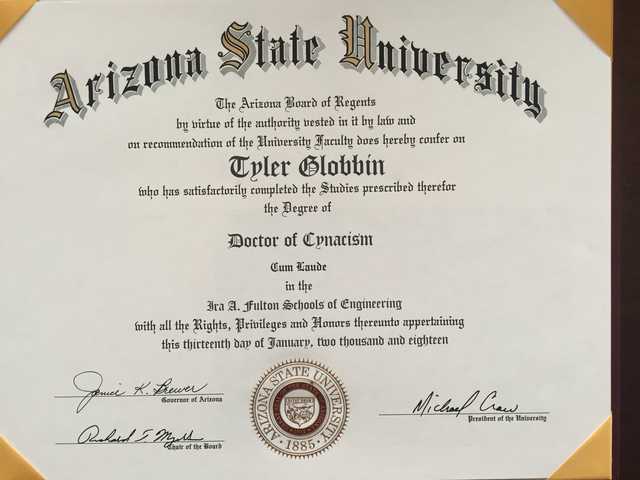 Arizona State University
The Arizona Board of Regents
by virtue of the authority vested in it by law and
on recommendation of the University Faculty does hereby confer on
Tyler Globbin
who has satisfactorily completed the Studies prescribed therefor
the Degree of
Doctor of Cynacism
Cum Laude
in the
Ira A. Fulton Schools of Engineering
with all the Rights, Privileges and Honors thereunto appertaining
this thirteenth day of January, two thousand and eighteen
Janice K. Brewer
Governor of Arizona
Chair of the Board
ARIZONA STATE UNIVERSITY
1885
Michael Crow
President of the University